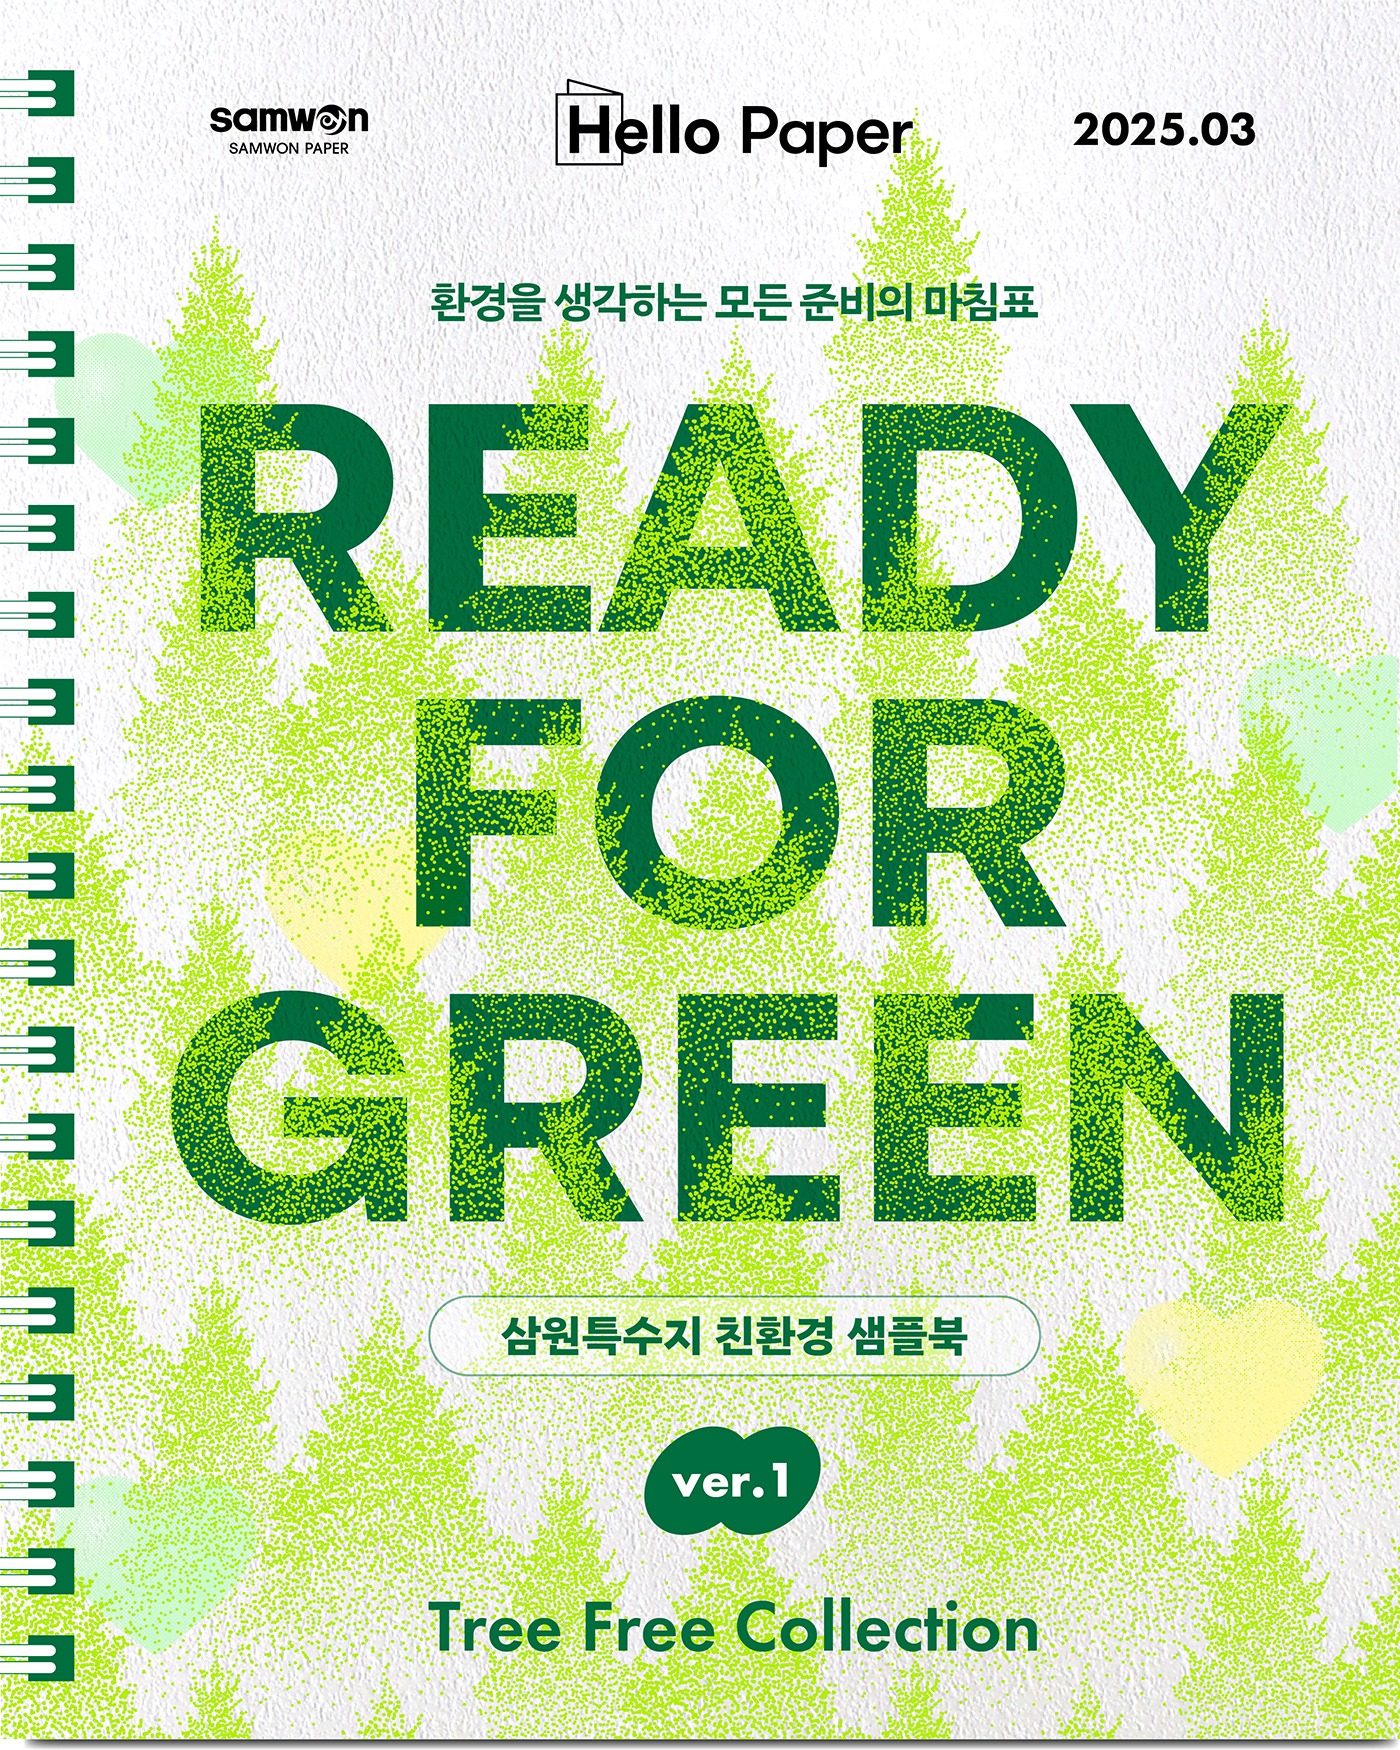 samwon
SAMWON PAPER
Hello Paper
2025.03
환경을 생각하는 모든 준비의 마침표
READY
FOR
GREEN
삼원특수지 친환경 샘플북
ver.1
Tree Free Collection